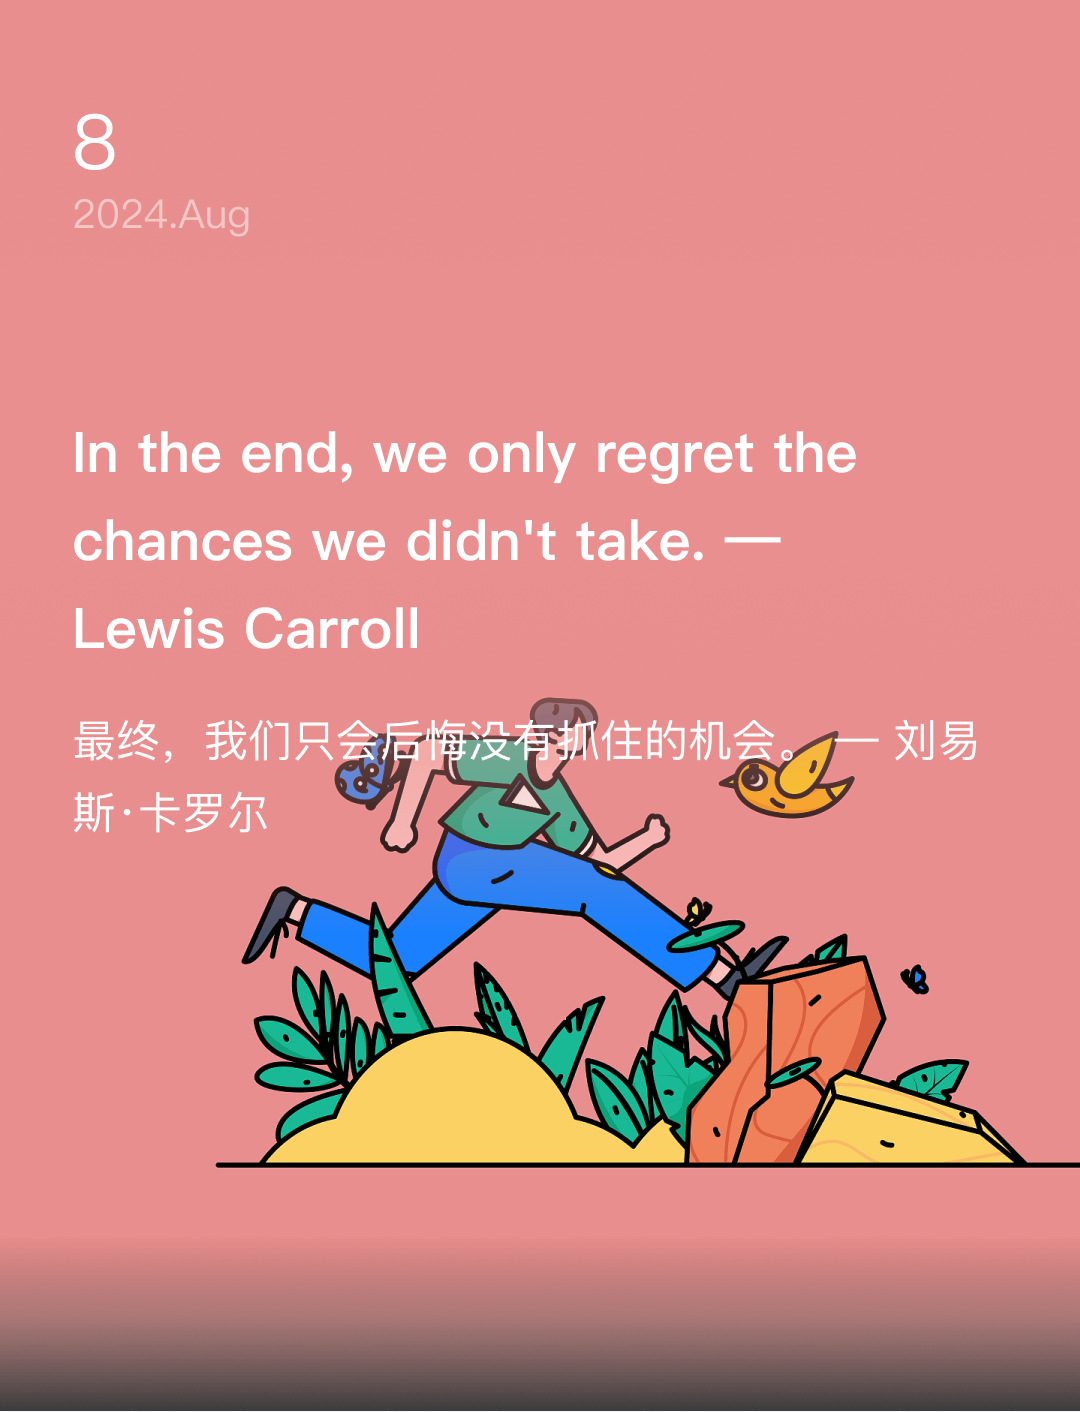 8
2024.Aug
In the end, we only regret the
chances we didn't take. —
Lewis Carroll
最终，我们只会后悔没有抓住的机会。 — 刘易
斯·卡罗尔